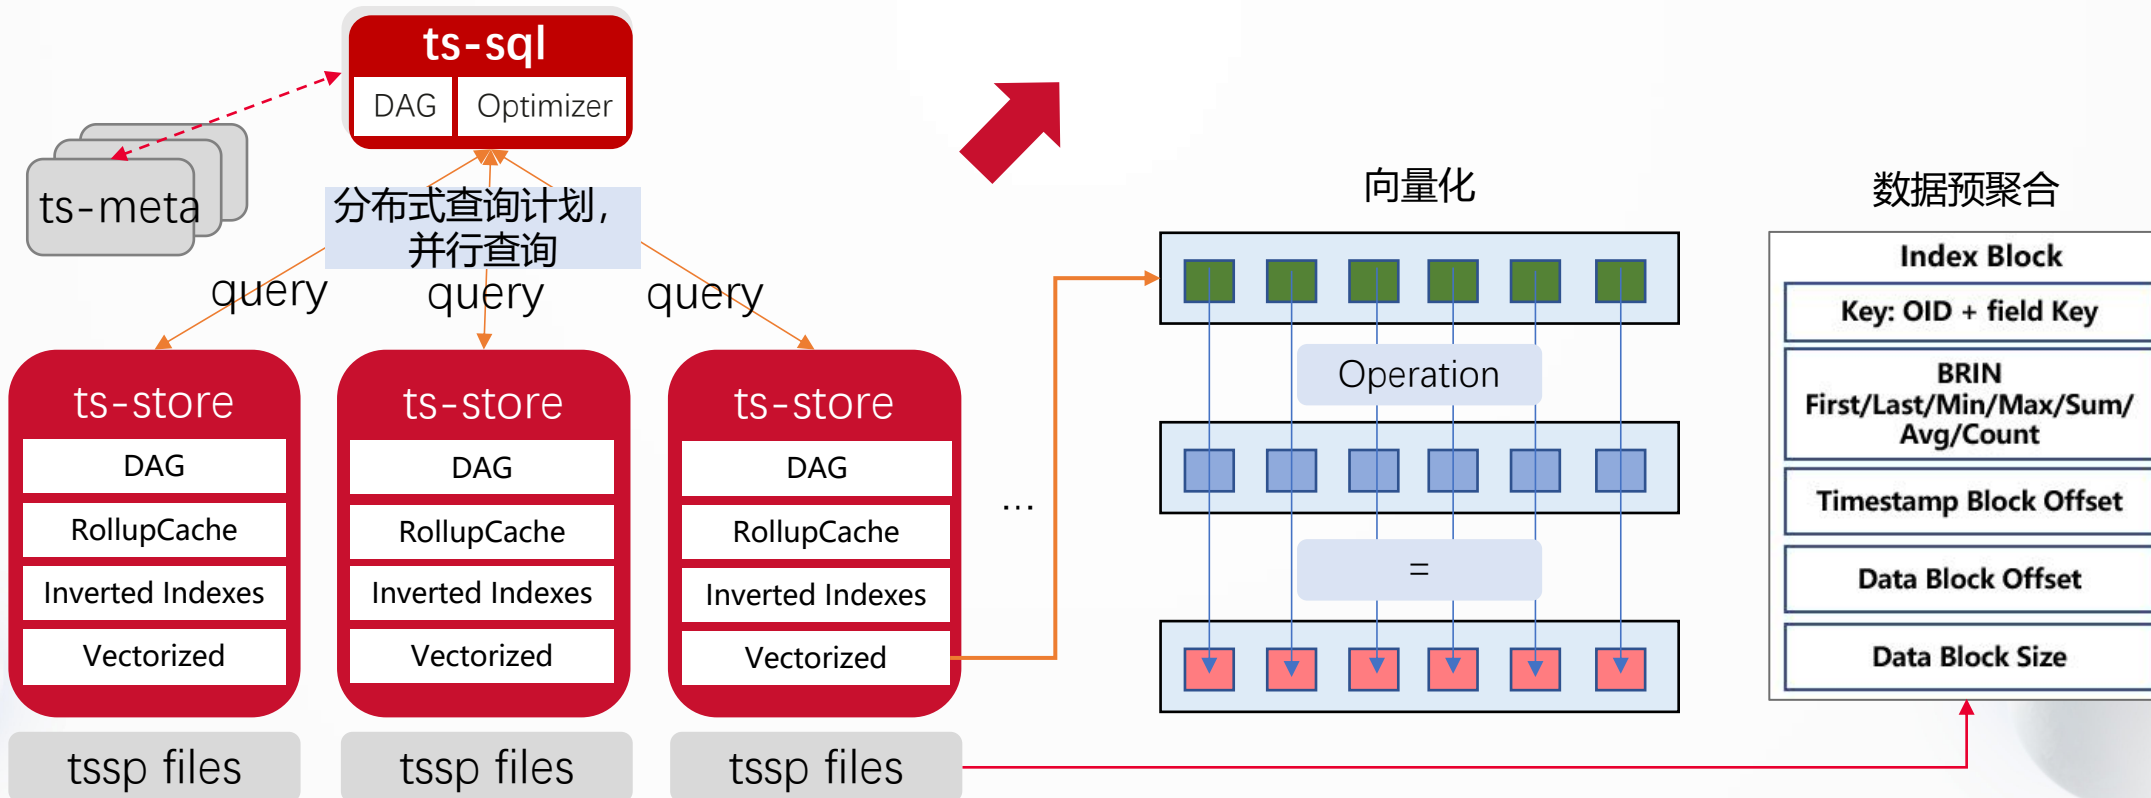 ts-sql
DAG
Optimizer
ts-meta
分布式查询计划，
并行查询
query
query
query
ts-store
DAG
RollupCache
Inverted Indexes
Vectorized
tssp files
ts-store
DAG
RollupCache
Inverted Indexes
Vectorized
tssp files
ts-store
DAG
RollupCache
Inverted Indexes
Vectorized
tssp files
...
向量化
Operation
=
数据预聚合
Index Block
Key: OID + field Key
BRIN
First/Last/Min/Max/Sum/
Avg/Count
Timestamp Block Offset
Data Block Offset
Data Block Size